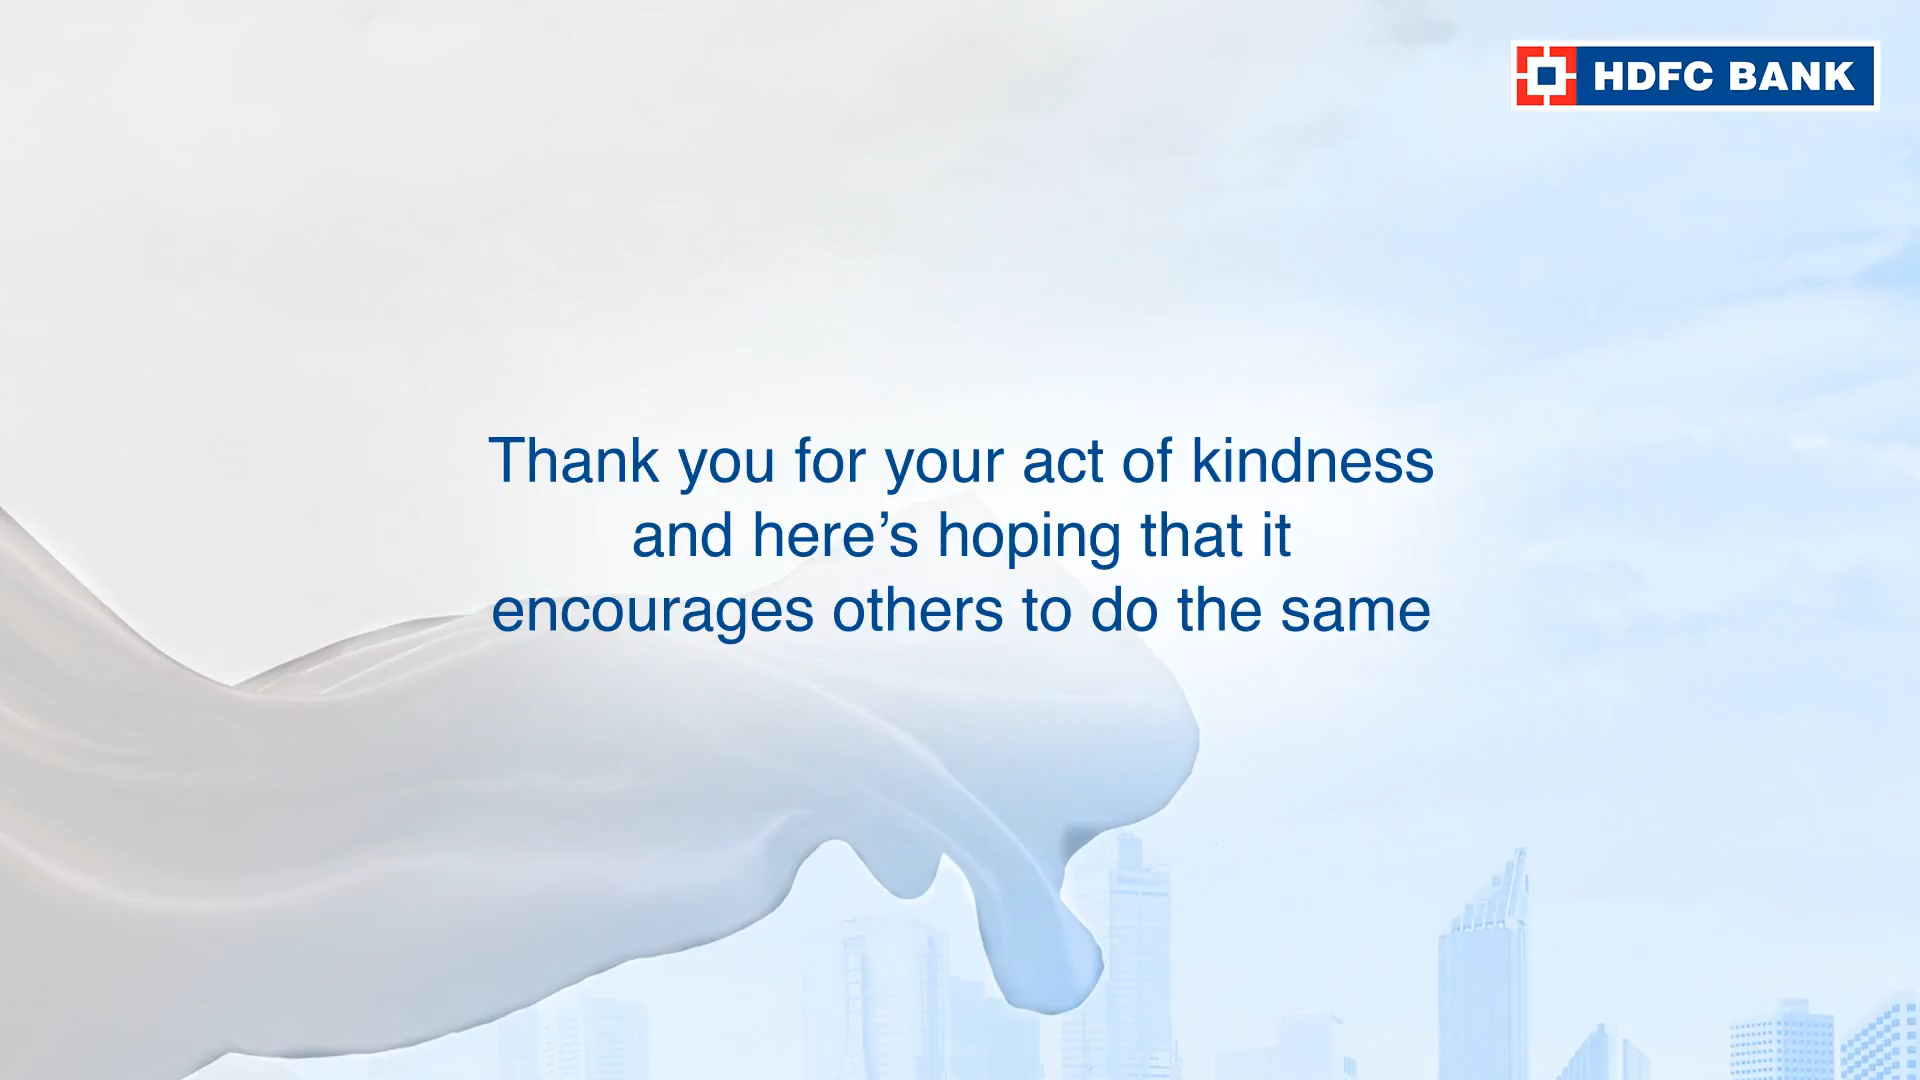 HDFC BANK
Thank you for your act of kindness
and here’s hoping that it
encourages others to do the same